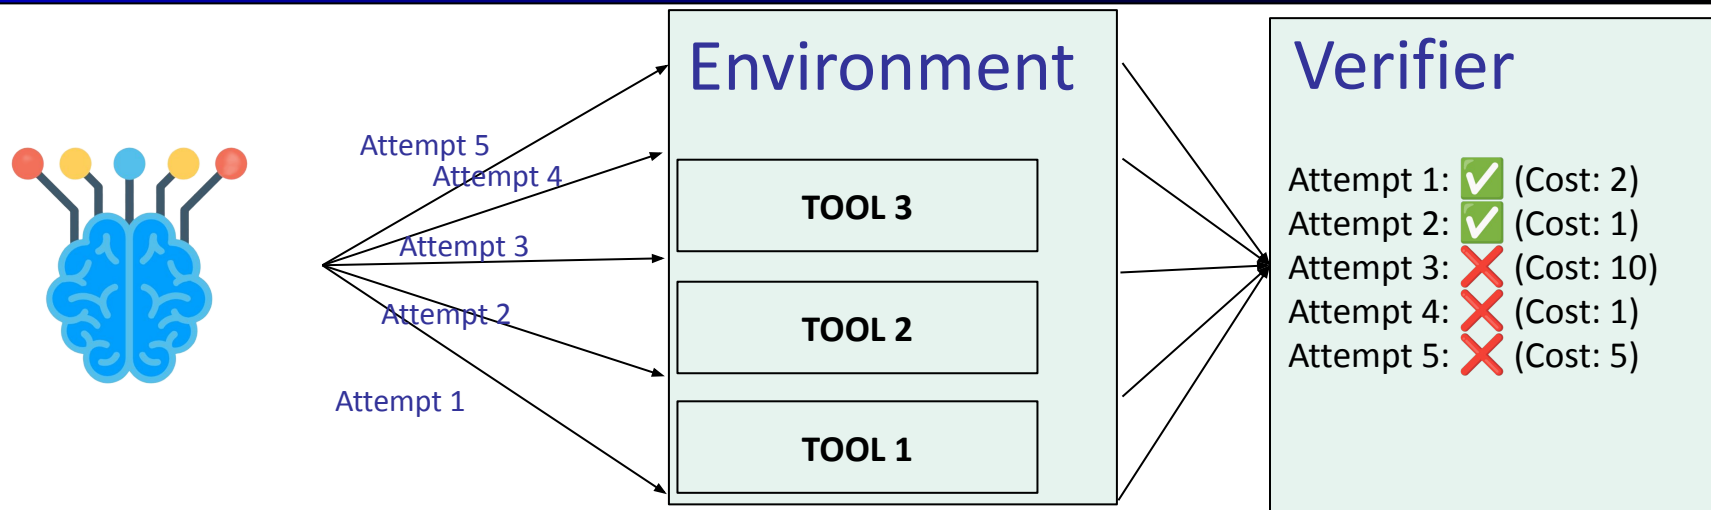 Attempt 5
Attempt 4
Attempt 3
Attempt 2
Attempt 1
Environment
TOOL 3
TOOL 2
TOOL 1
Verifier
Attempt 1: ✅ (Cost: 2)
Attempt 2: ✅ (Cost: 1)
Attempt 3: ❌ (Cost: 10)
Attempt 4: ❌ (Cost: 1)
Attempt 5: ❌ (Cost: 5)